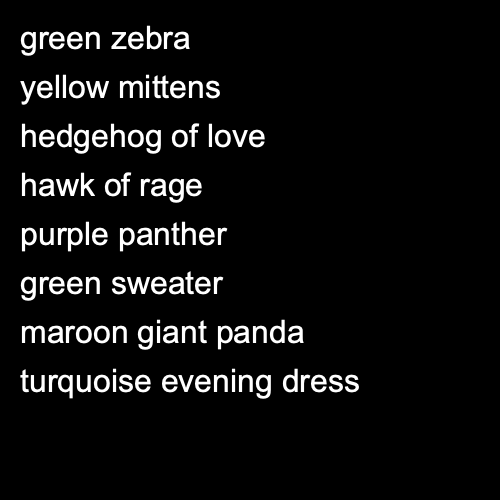 green zebra
yellow mittens
hedgehog of love
hawk of rage
purple panther
green sweater
maroon giant panda
turquoise evening dress